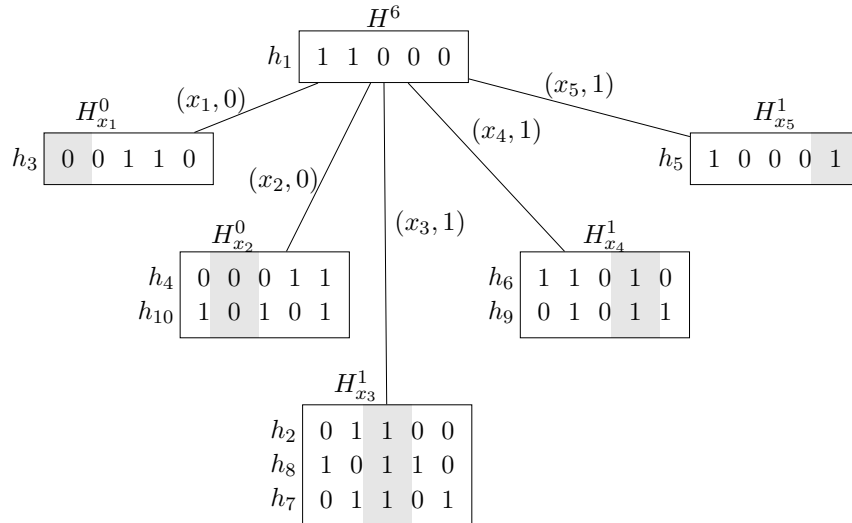 H^6
h_1 1 1 0 0 0
(x_1, 0)
(x_5, 1)
H^0_{x_1}
H^1_{x_5}
(x_4, 1)
h_3 0 0 1 1 0
h_5 1 0 0 0 1
(x_2, 0)
(x_3, 1)
H^0_{x_2}
H^1_{x_4}
h_4 0 0 0 1 1
h_6 1 1 0 1 0
h_{10} 1 0 1 0 1
h_9 0 1 0 1 1
H^1_{x_3}
h_2 0 1 1 0 0
h_8 1 0 1 1 0
h_7 0 1 1 0 1